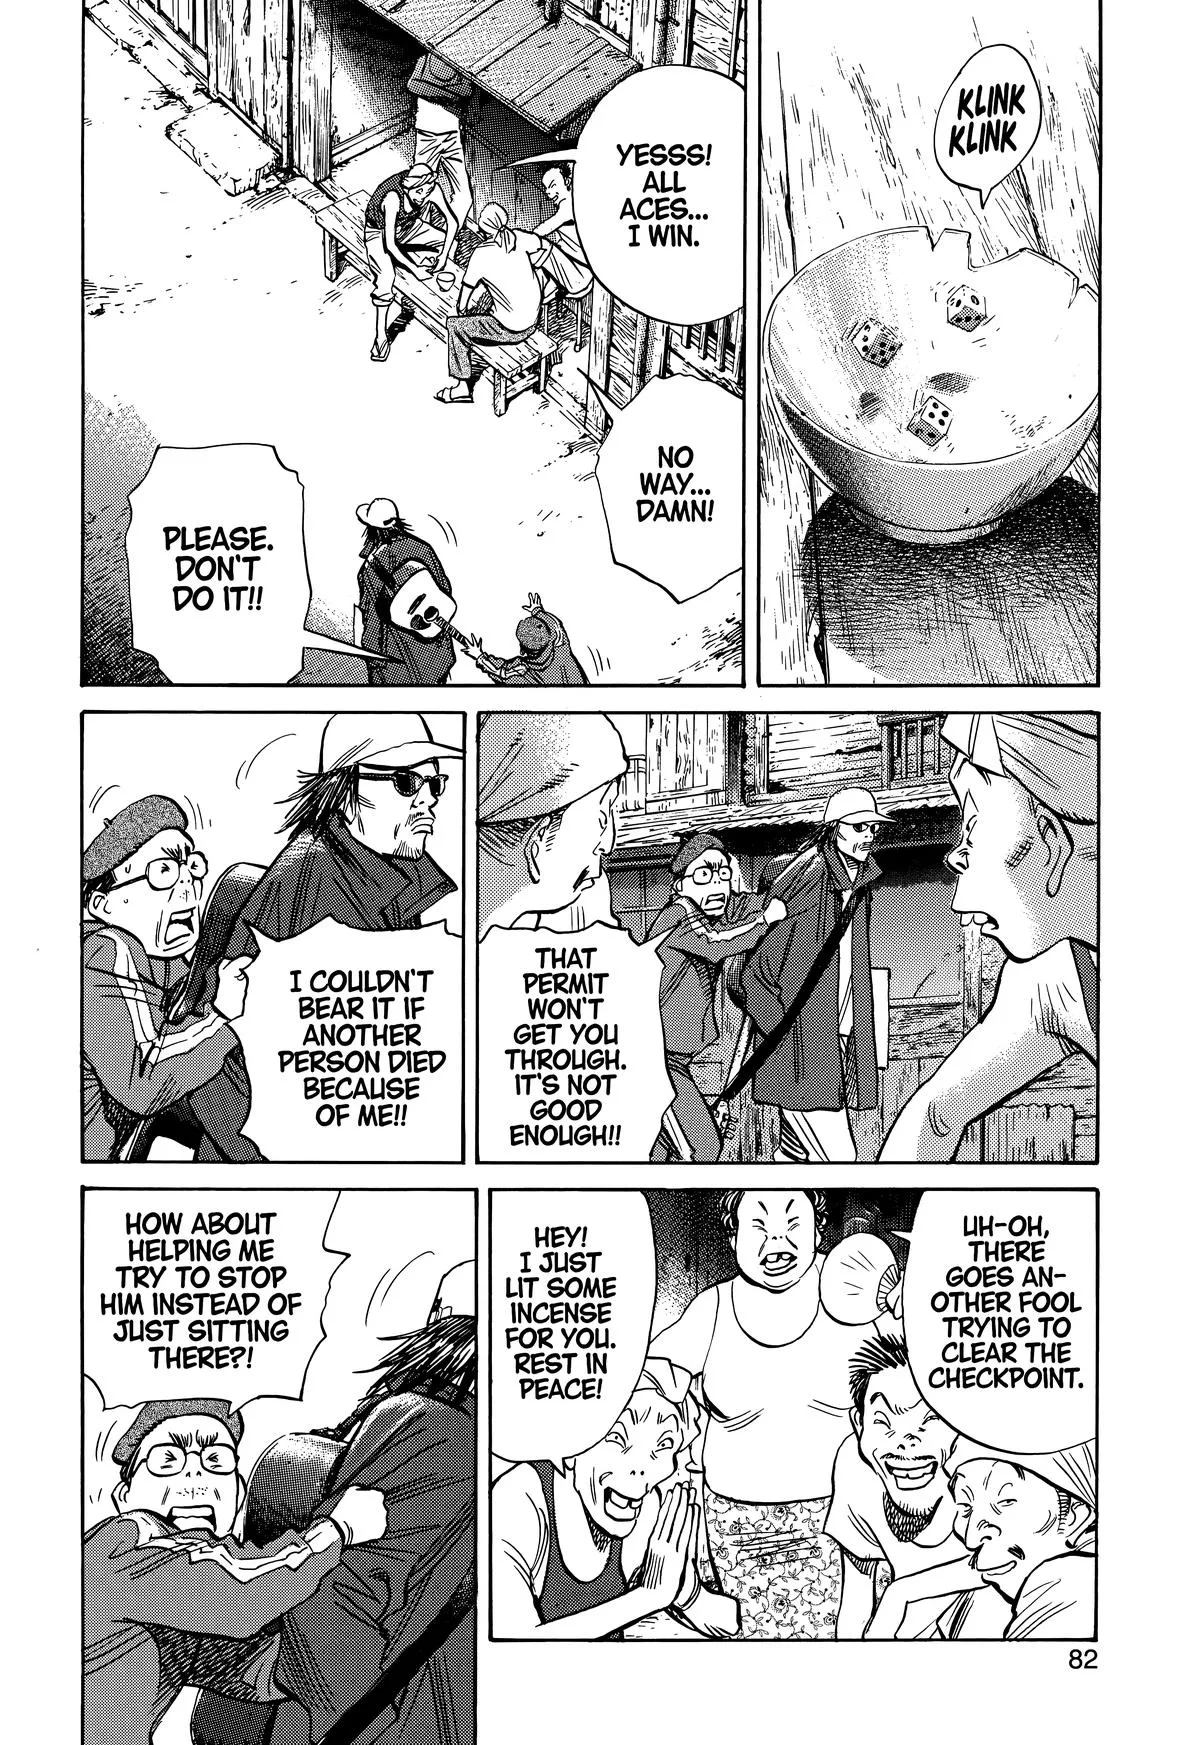 KLINK
KLINK
YESSS!
ALL
ACES...
I WIN.
NO
WAY...
DAMN!
PLEASE.
DON'T
DO IT!!
THAT
PERMIT
WON'T
GET YOU
THROUGH.
IT'S NOT
GOOD
ENOUGH!!
I COULDN'T
BEAR IT IF
ANOTHER
PERSON DIED
BECAUSE
OF ME!!
UH-OH,
THERE
GOES AN-
OTHER FOOL
TRYING TO
CLEAR THE
CHECKPOINT.
HEY!
I JUST
LIT SOME
INCENSE
FOR YOU.
REST IN
PEACE!
HOW ABOUT
HELPING ME
TRY TO STOP
HIM INSTEAD OF
JUST SITTING
THERE?!
82